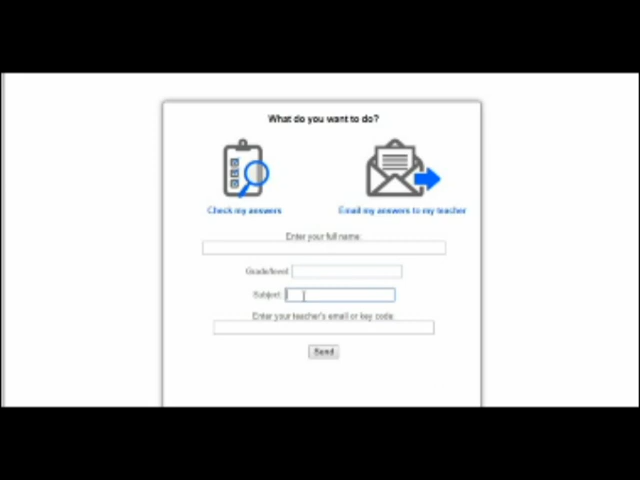 What do you want to do?
Check my answers
Email my answers to my teacher
Enter your full name:
Grade/level:
Subject:
Enter your teacher's email or key code:
Send